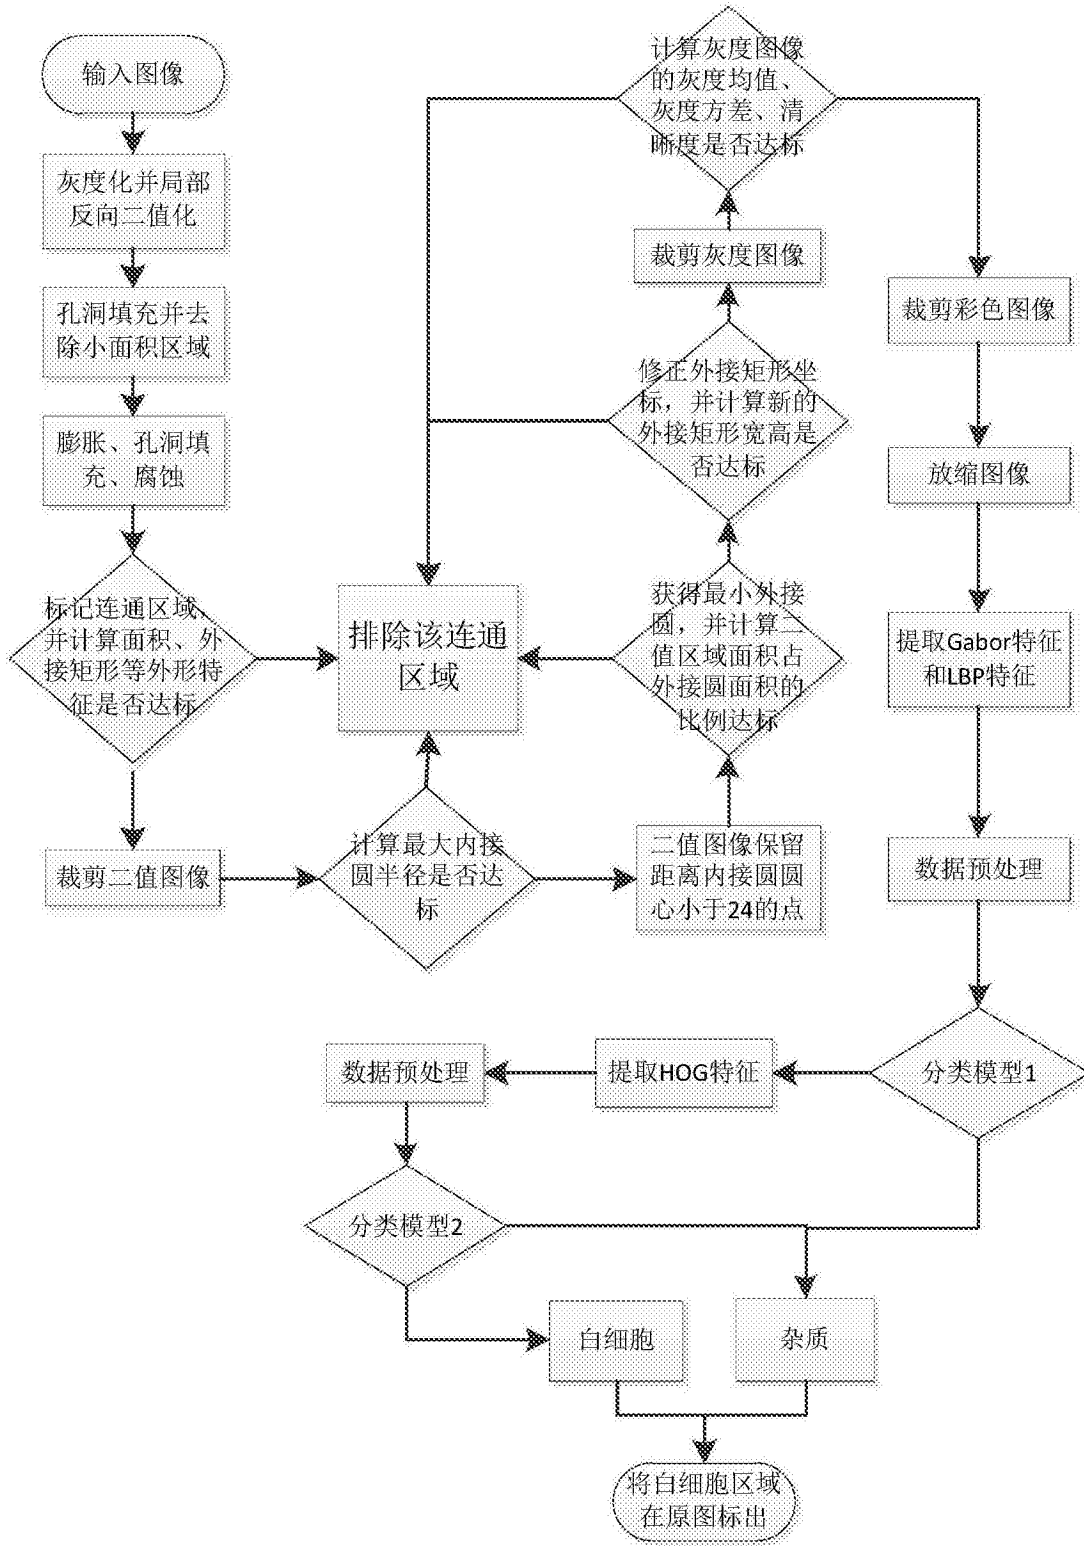 输入图像
灰度化并局部
反向二值化
孔洞填充并去
除小面积区域
膨胀、孔洞填
充、腐蚀
标记连通区域,
并计算面积、外
接矩形等外形特
征是否达标
裁剪二值图像
计算最大内接
圆半径是否达
标
排除该连通
区域
二值图像保留
距离内接圆圆
心小于24的点
获得最小外接
圆,并计算二
值区域面积占
外接圆面积的
比例达标
修正外接矩形坐
标,并计算新的
外接矩形宽高是
否达标
裁剪灰度图像
计算灰度图像
的灰度均值、
灰度方差、清
晰度是否达标
裁剪彩色图像
放缩图像
提取Gabor特征
和LBP特征
数据预处理
分类模型1
提取HOG特征
数据预处理
分类模型2
白细胞
杂质
将白细胞区域
在原图标出